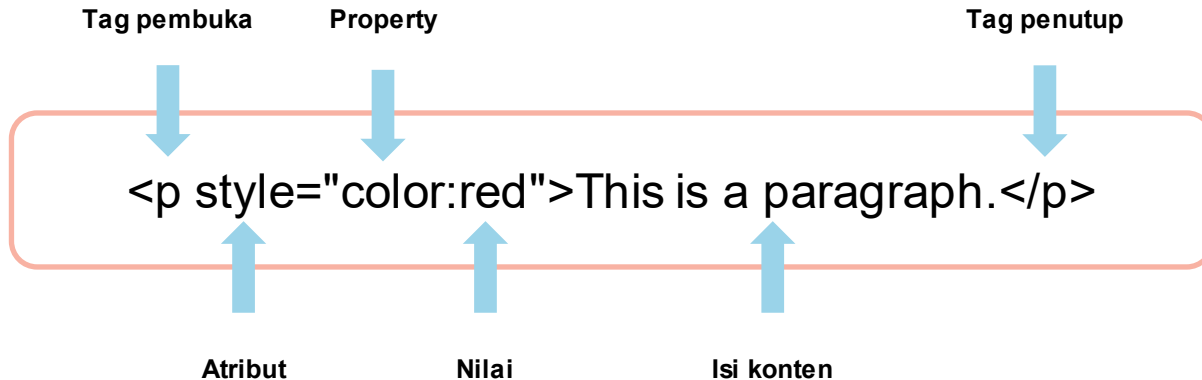 Tag pembuka Property Tag penutup
<p style="color:red">This is a paragraph.</p>
Atribut Nilai Isi konten